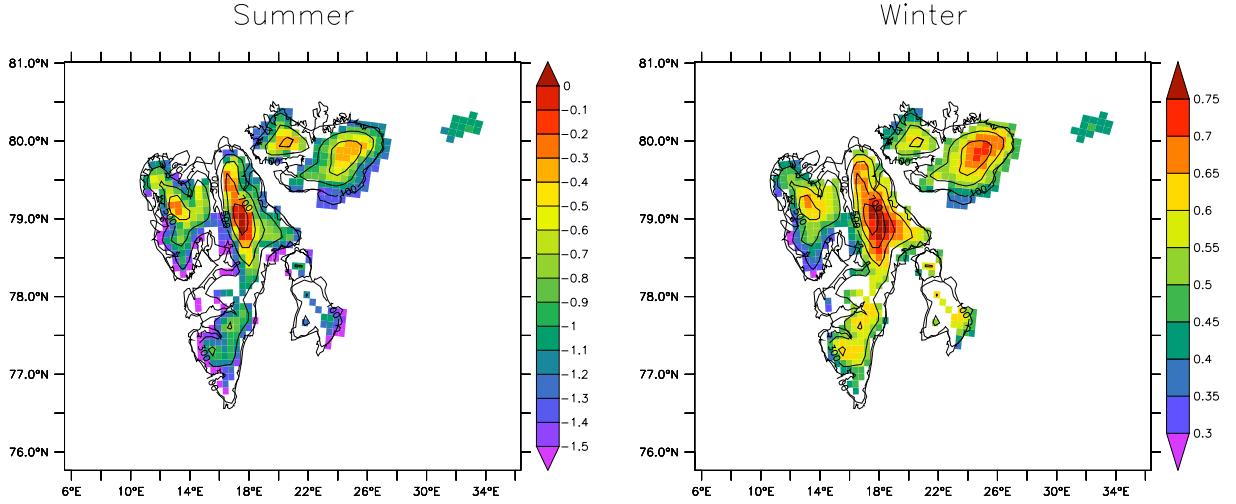 Summer
81.0°N
80.0°N
79.0°N
78.0°N
77.0°N
76.0°N
6°E 10°E 14°E 18°E 22°E 26°E 30°E 34°E
0
−0.1
−0.2
−0.3
−0.4
−0.5
−0.6
−0.7
−0.8
−0.9
−1
−1.1
−1.2
−1.3
−1.4
−1.5
Winter
81.0°N
80.0°N
79.0°N
78.0°N
77.0°N
76.0°N
6°E 10°E 14°E 18°E 22°E 26°E 30°E 34°E
0.75
0.7
0.65
0.6
0.55
0.5
0.45
0.4
0.35
0.3